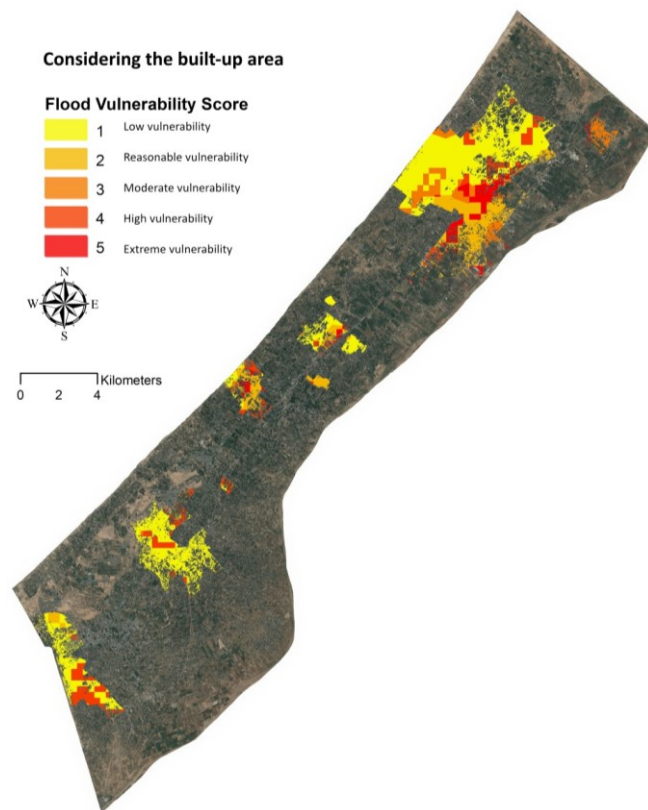 Considering the built-up area
Flood Vulnerability Score
1 Low vulnerability
2 Reasonable vulnerability
3 Moderate vulnerability
4 High vulnerability
5 Extreme vulnerability
N
W E
S
Kilometers
0 2 4